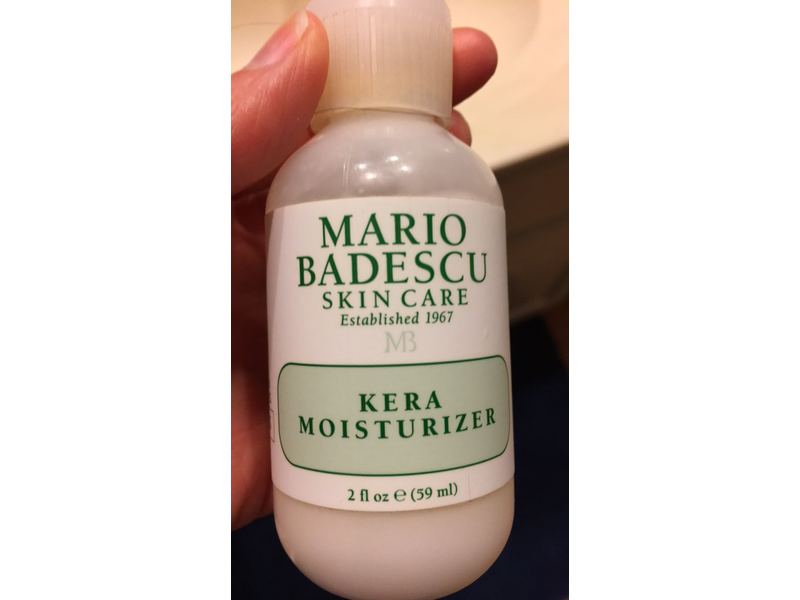 MARIO
BADESCU
SKIN CARE
Established 1967
MB
KERA
MOISTURIZER
2 fl oz ℮ (59 ml)